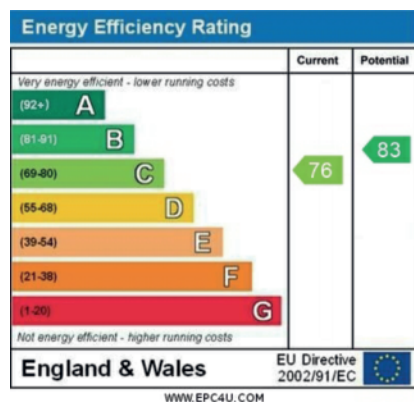 Energy Efficiency Rating
Current Potential
Very energy efficient - lower running costs
(92+) A
(81-91) B
83
(69-80) C
76
(55-68) D
(39-54) E
(21-38) F
(1-20) G
Not energy efficient - higher running costs
England & Wales
EU Directive
2002/91/EC
WWW.EPC4U.COM